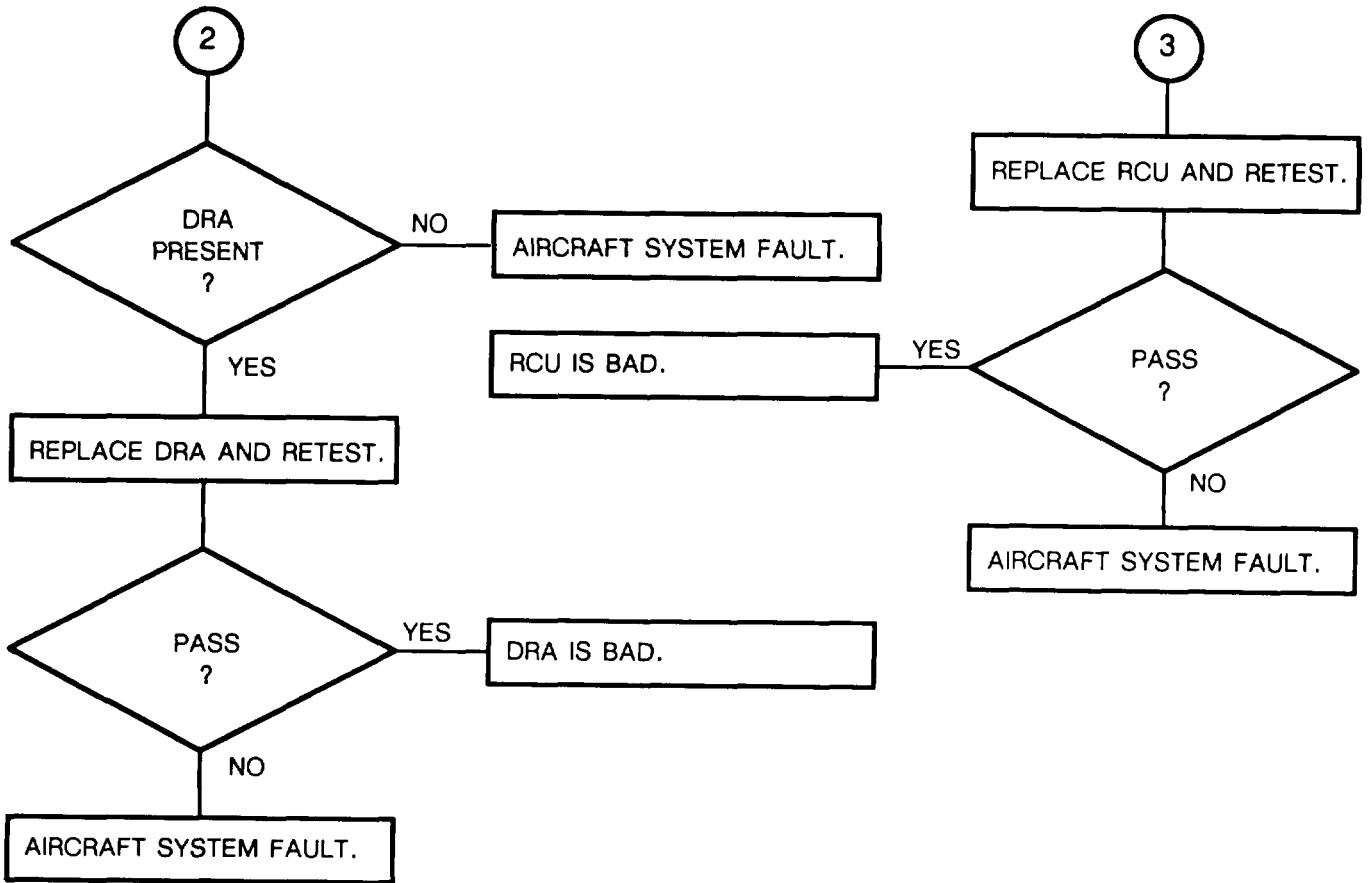 2
DRA
PRESENT
?
NO
AIRCRAFT SYSTEM FAULT.
YES
REPLACE DRA AND RETEST.
PASS
?
YES
DRA IS BAD.
NO
AIRCRAFT SYSTEM FAULT.
3
REPLACE RCU AND RETEST.
PASS
?
YES
RCU IS BAD.
NO
AIRCRAFT SYSTEM FAULT.